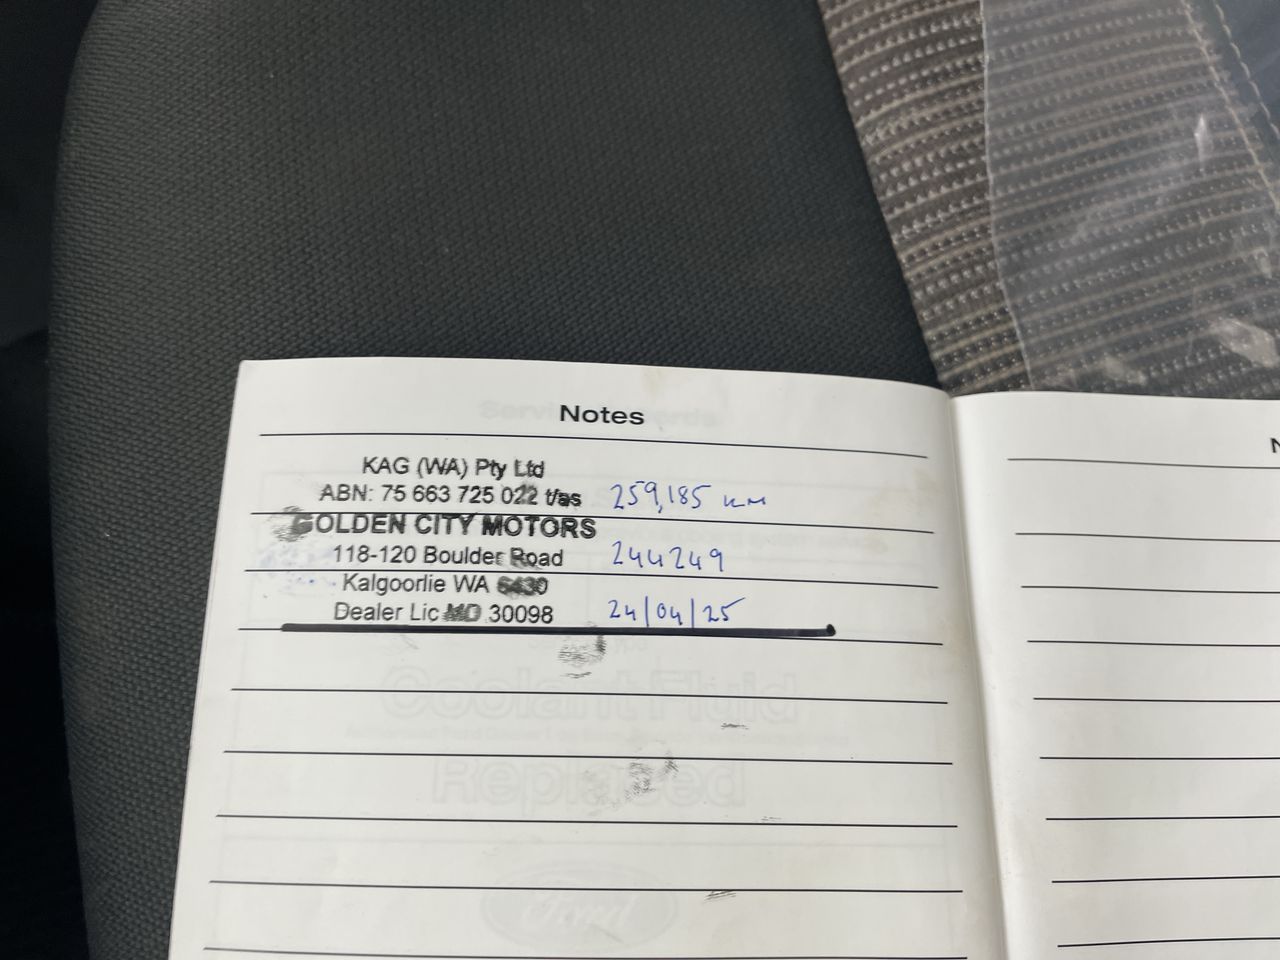 Notes
KAG (WA) Pty Ltd
ABN: 75 663 725 022 t/as 259,185 km
GOLDEN CITY MOTORS
118-120 Boulder Road 244249
Kalgoorlie WA 6430
Dealer Lic MD 30098 24/04/25
Coolant Fluid
Replaced
Ford
N